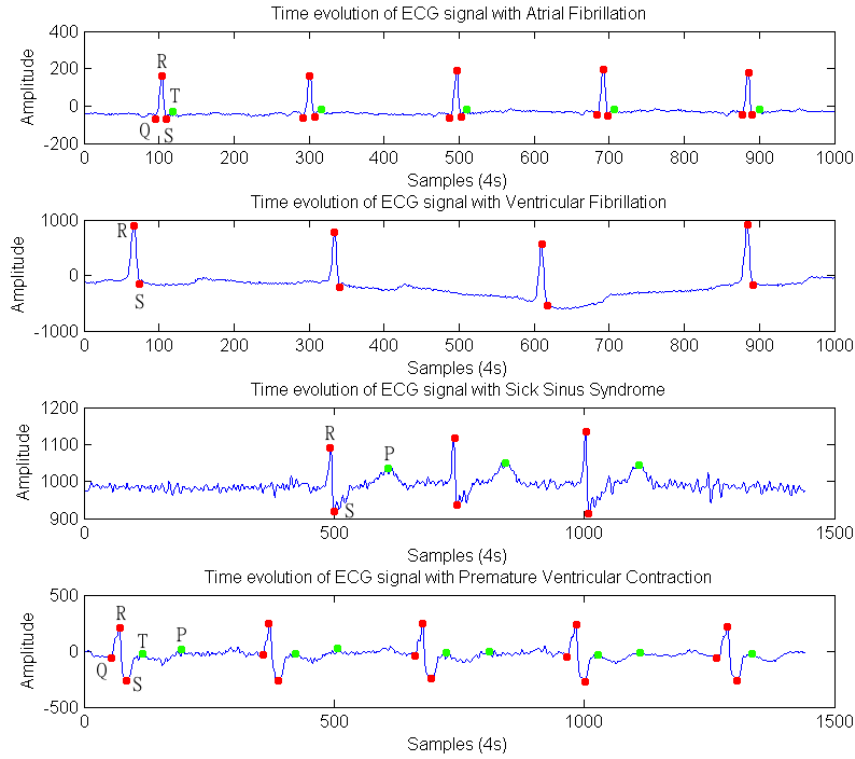 Time evolution of ECG signal with Atrial Fibrillation
400
200
0
-200
Amplitude
R
T
Q
S
0 100 200 300 400 500 600 700 800 900 1000
Samples (4s)
Time evolution of ECG signal with Ventricular Fibrillation
1000
0
-1000
Amplitude
R
S
0 100 200 300 400 500 600 700 800 900 1000
Samples (4s)
Time evolution of ECG signal with Sick Sinus Syndrome
1200
1100
1000
900
Amplitude
R
P
S
0 500 1000 1500
Samples (4s)
Time evolution of ECG signal with Premature Ventricular Contraction
500
0
-500
Amplitude
R
T
P
Q
S
0 500 1000 1500
Samples (4s)